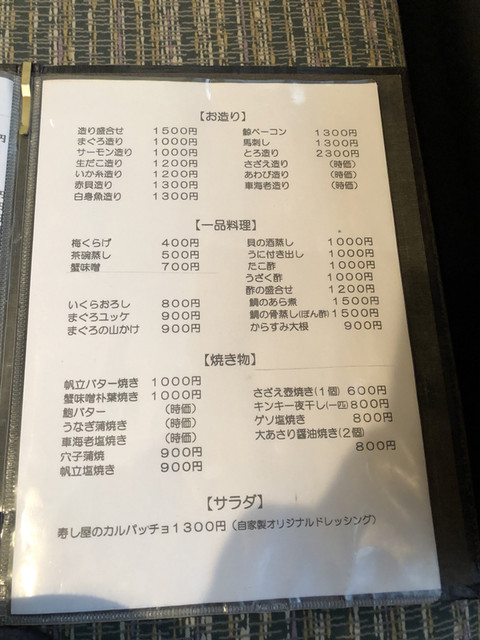 【お造り】
造り盛合せ 1500円
まぐろ造り 1000円
サーモン造り 1000円
生だこ造り 1200円
いか糸造り 1200円
赤貝造り 1300円
白身魚造り 1300円
鯨ベーコン 1300円
馬刺し 1300円
とろ造り 2300円
さざえ造り (時価)
あわび造り (時価)
車海老造り (時価)
【一品料理】
梅くらげ 400円
茶碗蒸し 500円
蟹味噌 700円
いくらおろし 800円
まぐろユッケ 900円
まぐろの山かけ 900円
貝の酒蒸し 1000円
うに付き出し 1000円
たこ酢 1000円
うざく酢 1000円
酢の盛合せ 1200円
鯛のあら煮 1500円
鯛の骨蒸し(ぽん酢) 1500円
からすみ大根 900円
【焼き物】
帆立バター焼き 1000円
蟹味噌朴葉焼き 1000円
鮑バター (時価)
うなぎ蒲焼き (時価)
車海老塩焼き (時価)
穴子蒲焼 900円
帆立塩焼き 900円
さざえ壺焼き(1個) 600円
キンキ一夜干し(一匹) 800円
ゲソ塩焼き 800円
大あさり醤油焼き(2個)
800円
【サラダ】
寿し屋のカルパッチョ1300円(自家製オリジナルドレッシング)
円